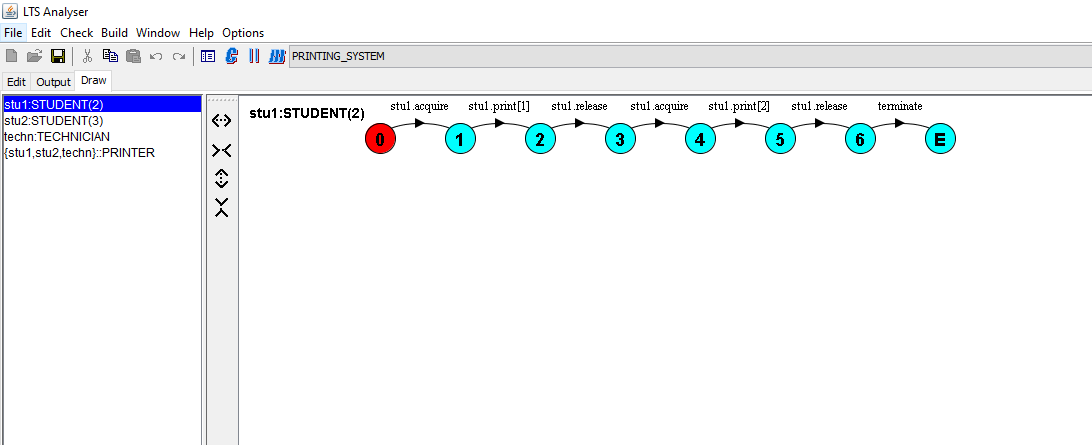 LTS Analyser
File Edit Check Build Window Help Options
PRINTING_SYSTEM
Edit Output Draw
stu1:STUDENT(2)
stu2:STUDENT(3)
techn:TECHNICIAN
{stu1,stu2,techn}::PRINTER
stu1:STUDENT(2)
stu1.acquire stu1.print[1] stu1.release stu1.acquire stu1.print[2] stu1.release terminate
0 1 2 3 4 5 6 E